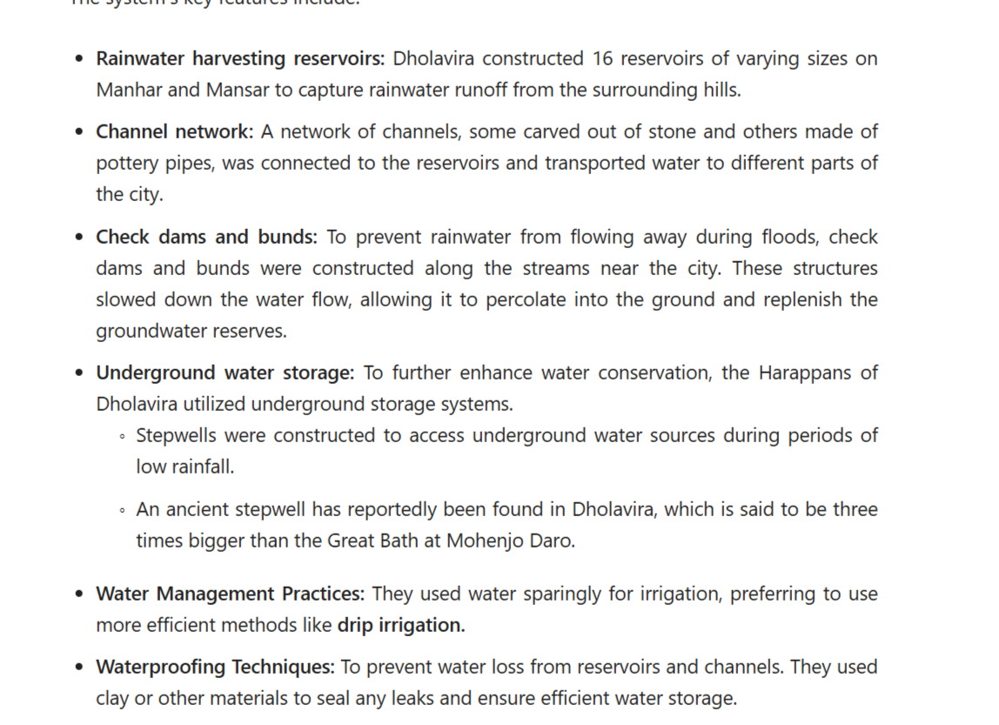 The system's key features include:
• Rainwater harvesting reservoirs: Dholavira constructed 16 reservoirs of varying sizes on
Manhar and Mansar to capture rainwater runoff from the surrounding hills.
• Channel network: A network of channels, some carved out of stone and others made of
pottery pipes, was connected to the reservoirs and transported water to different parts of
the city.
• Check dams and bunds: To prevent rainwater from flowing away during floods, check
dams and bunds were constructed along the streams near the city. These structures
slowed down the water flow, allowing it to percolate into the ground and replenish the
groundwater reserves.
• Underground water storage: To further enhance water conservation, the Harappans of
Dholavira utilized underground storage systems.
◦ Stepwells were constructed to access underground water sources during periods of
low rainfall.
◦ An ancient stepwell has reportedly been found in Dholavira, which is said to be three
times bigger than the Great Bath at Mohenjo Daro.
• Water Management Practices: They used water sparingly for irrigation, preferring to use
more efficient methods like drip irrigation.
• Waterproofing Techniques: To prevent water loss from reservoirs and channels. They used
clay or other materials to seal any leaks and ensure efficient water storage.